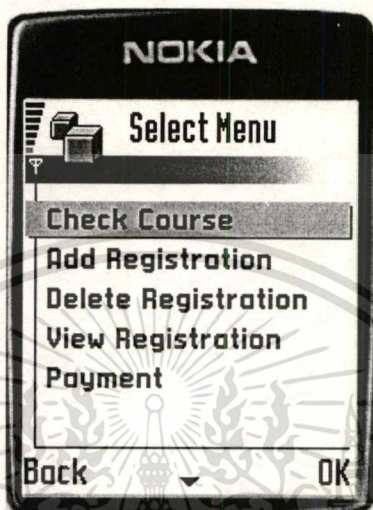 NOKIA
Select Menu
Check Course
Add Registration
Delete Registration
View Registration
Payment
Back OK